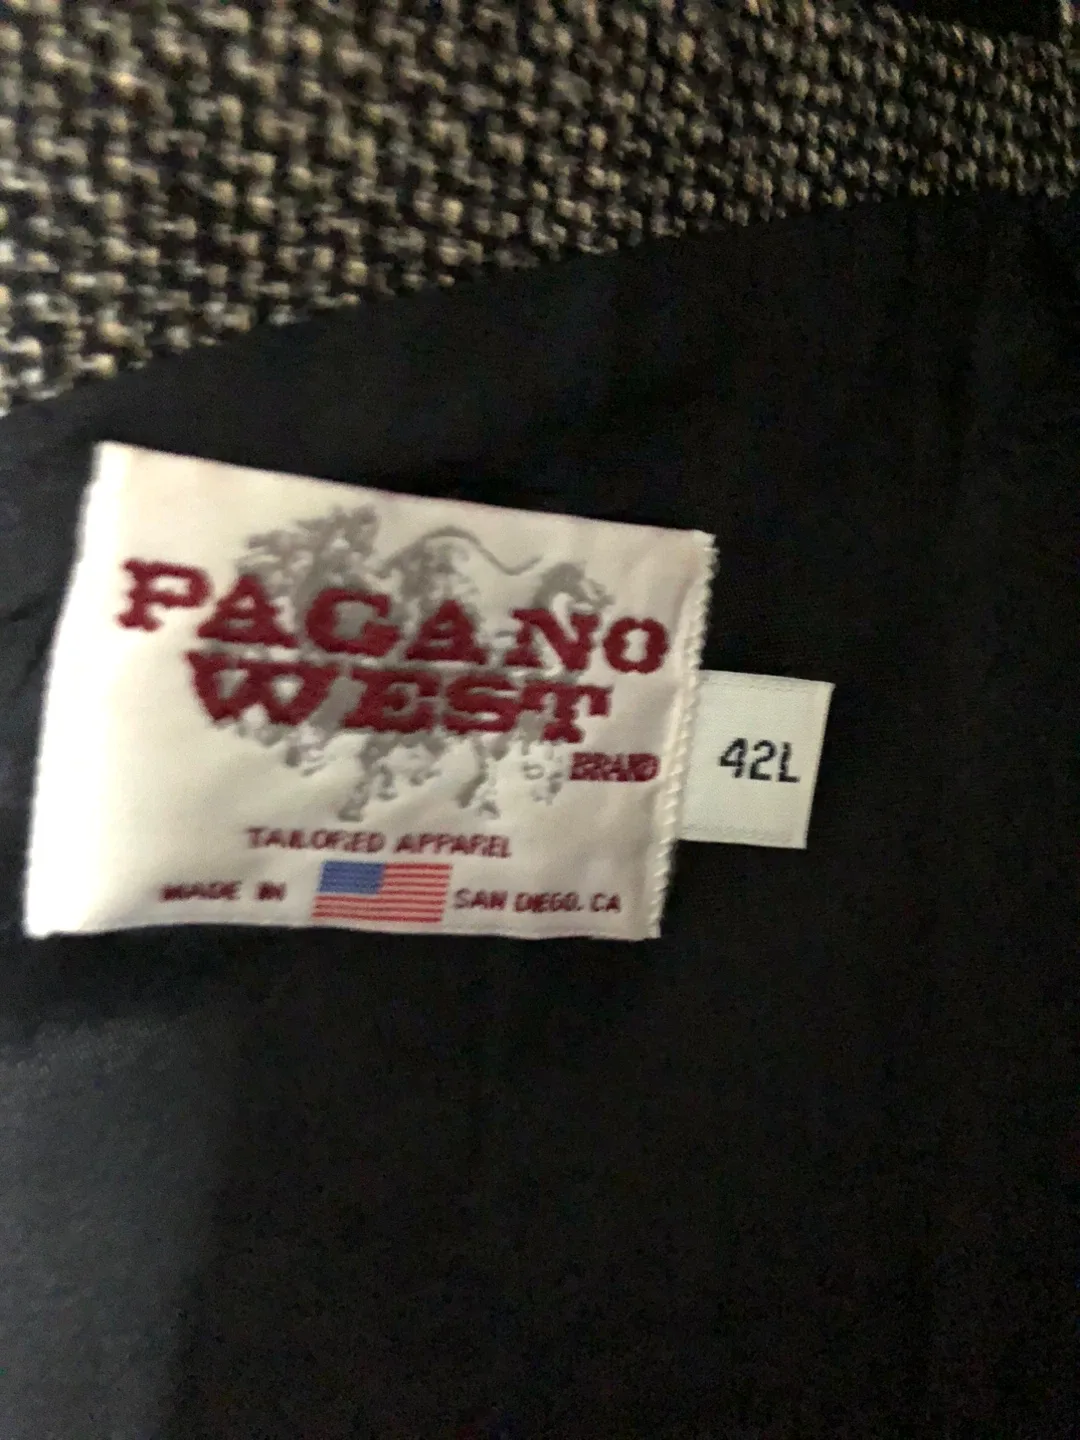 PAGANO
WEST
BRAND
42L
TAILORED APPAREL
MADE IN SAN DIEGO, CA